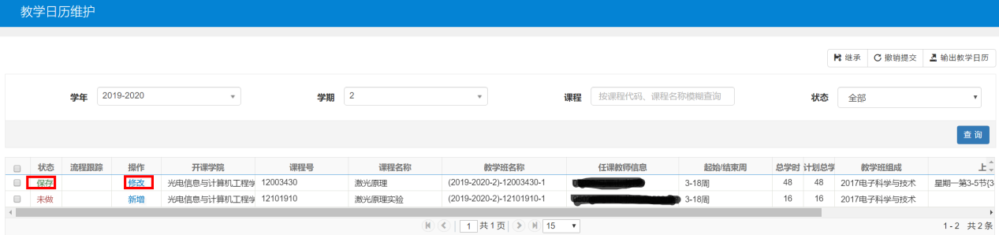 教学日历维护
继承 撤销提交 输出教学日历
学年 2019-2020 学期 2 课程 按课程代码、课程名称模糊查询 状态 全部
查 询
状态 流程跟踪 操作 开课学院 课程号 课程名称 教学班名称 任课教师信息 起始/结束周 总学时 计划总学 教学班组成 上
保存 修改 光电信息与计算机工程学 12003430 激光原理 (2019-2020-2)-12003430-1 3-18周 48 48 2017电子科学与技术 星期一第3-5节{3-
未做 新增 光电信息与计算机工程学 12101910 激光原理实验 (2019-2020-2)-12101910-1 3-18周 16 16 2017电子科学与技术
1 共 1 页 15 1 - 2 共 2 条